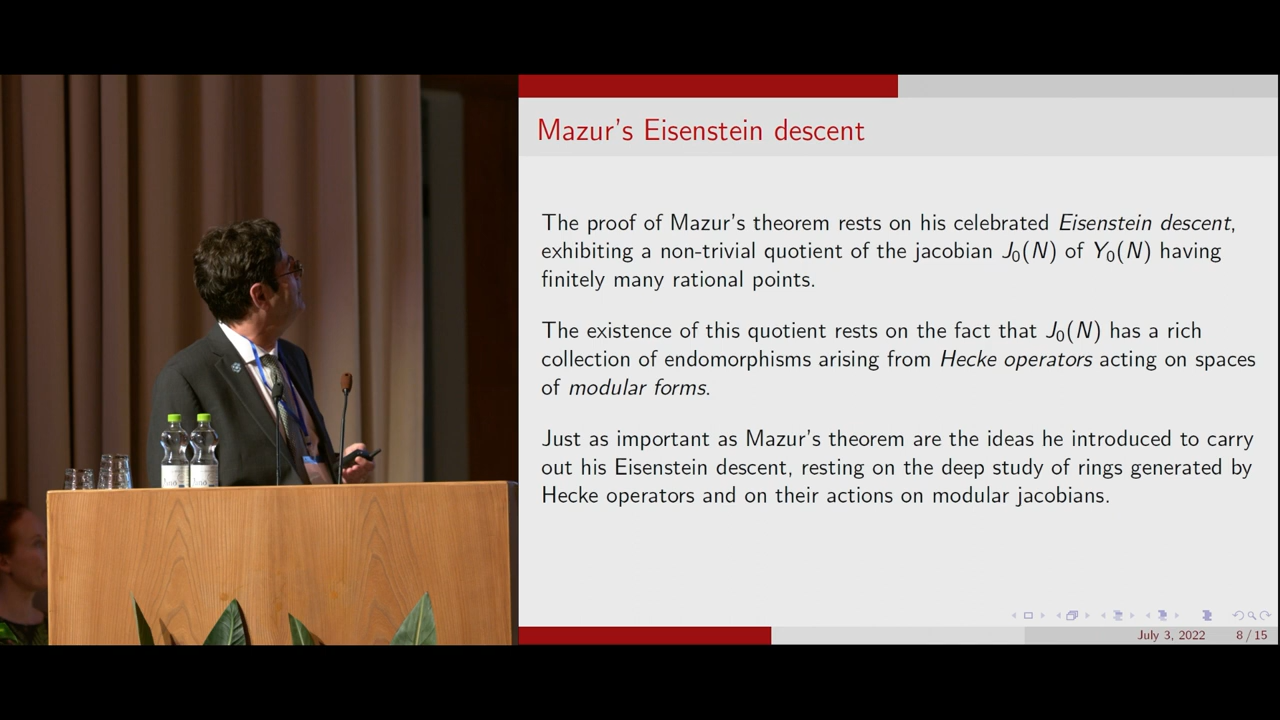 Mazur's Eisenstein descent
The proof of Mazur's theorem rests on his celebrated Eisenstein descent,
exhibiting a non-trivial quotient of the jacobian J₀(N) of Y₀(N) having
finitely many rational points.
The existence of this quotient rests on the fact that J₀(N) has a rich
collection of endomorphisms arising from Hecke operators acting on spaces
of modular forms.
Just as important as Mazur's theorem are the ideas he introduced to carry
out his Eisenstein descent, resting on the deep study of rings generated by
Hecke operators and on their actions on modular jacobians.
July 3, 2022 8 / 15